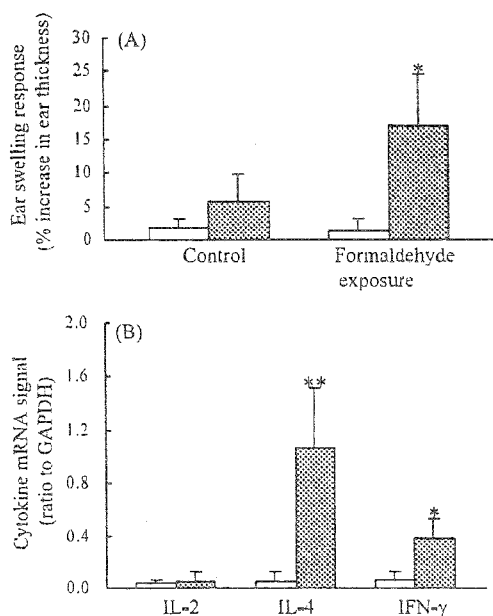 (A)
Ear swelling response
(% increase in ear thickness)
30
25
20
15
10
5
0
*
Control
Formaldehyde
exposure
(B)
Cytokine mRNA signal
(ratio to GAPDH)
2.0
1.6
1.2
0.8
0.4
0.0
**
*
IL-2
IL-4
IFN-γ